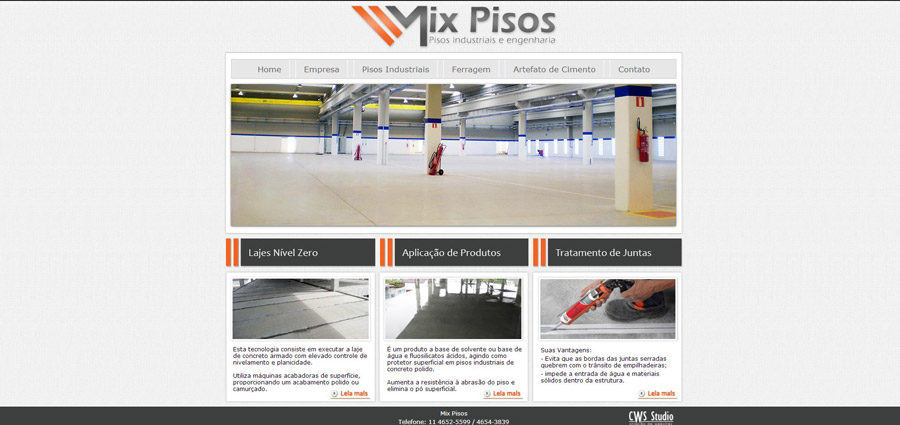 Mix Pisos
Pisos industriais e engenharia
Home Empresa Pisos Industriais Ferragem Artefato de Cimento Contato
Lajes Nível Zero
Esta tecnologia consiste em executar a laje
de concreto armado com elevado controle de
nivelamento e planicidade.
Utiliza máquinas acabadoras de superfície,
proporcionando um acabamento polido ou
camurçado.
Leia mais
Aplicação de Produtos
É um produto a base de solvente ou base de
água e fluosilicatos ácidos, agindo como
protetor superficial em pisos industriais de
concreto polido.
Aumenta a resistência à abrasão do piso e
elimina o pó superficial.
Leia mais
Tratamento de Juntas
Suas Vantagens:
- Evita que as bordas das juntas serradas
quebrem com o trânsito de empilhadeiras;
- impede a entrada de água e materiais
sólidos dentro da estrutura.
Leia mais
Mix Pisos
Telefone: 11 4652-5599 / 4654-3839
CWS Studio